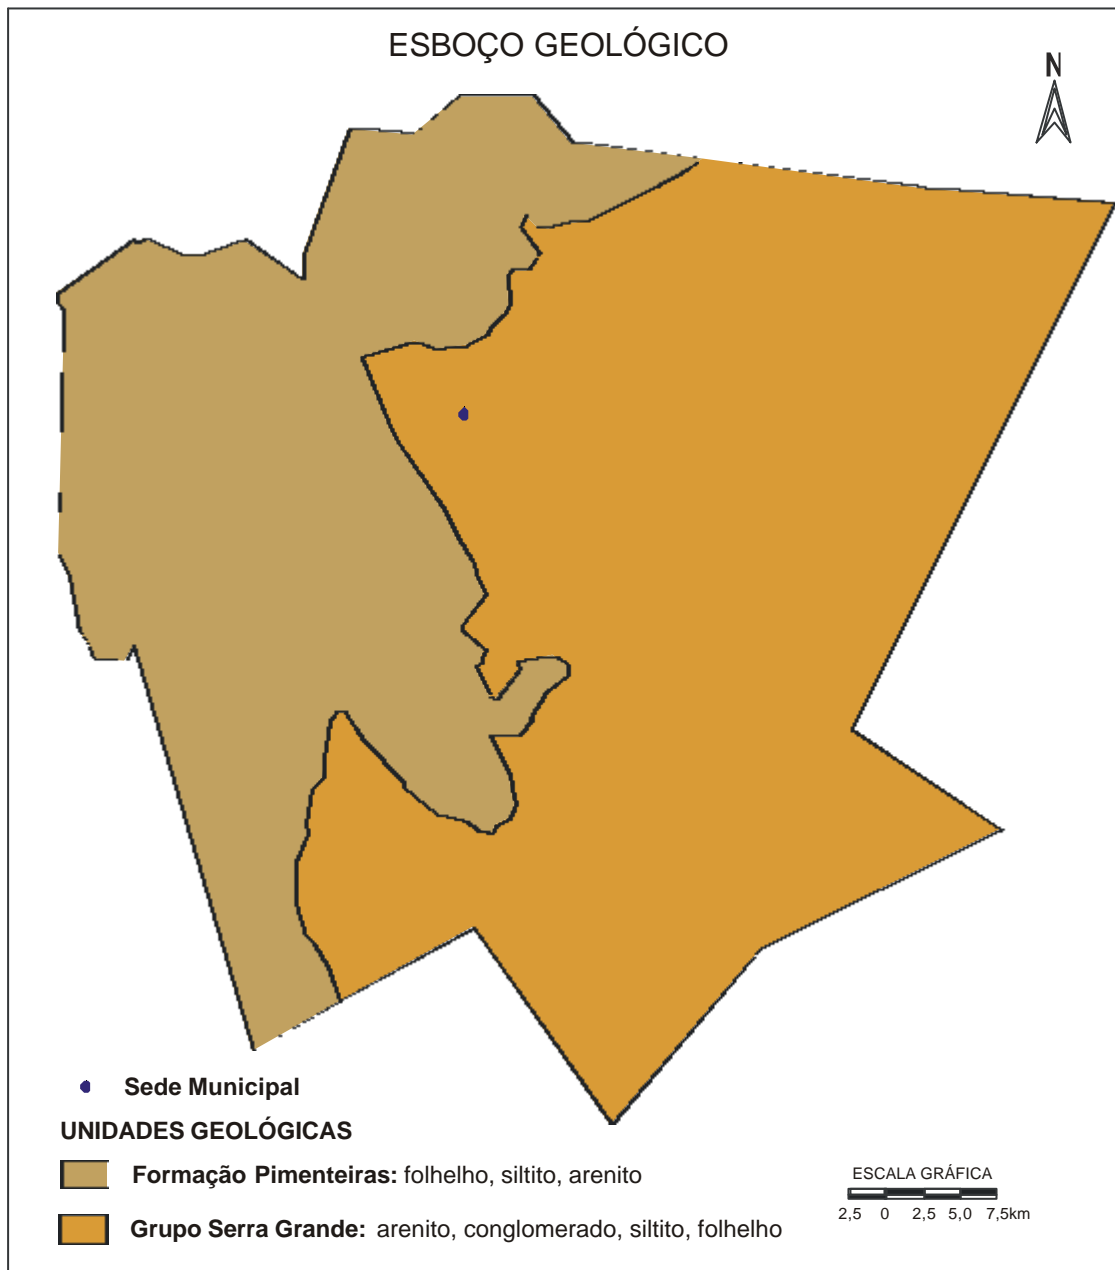 ESBOÇO GEOLÓGICO
N
Sede Municipal
UNIDADES GEOLÓGICAS
Formação Pimenteiras: folhelho, siltito, arenito
Grupo Serra Grande: arenito, conglomerado, siltito, folhelho
ESCALA GRÁFICA
2,5 0 2,5 5,0 7,5km